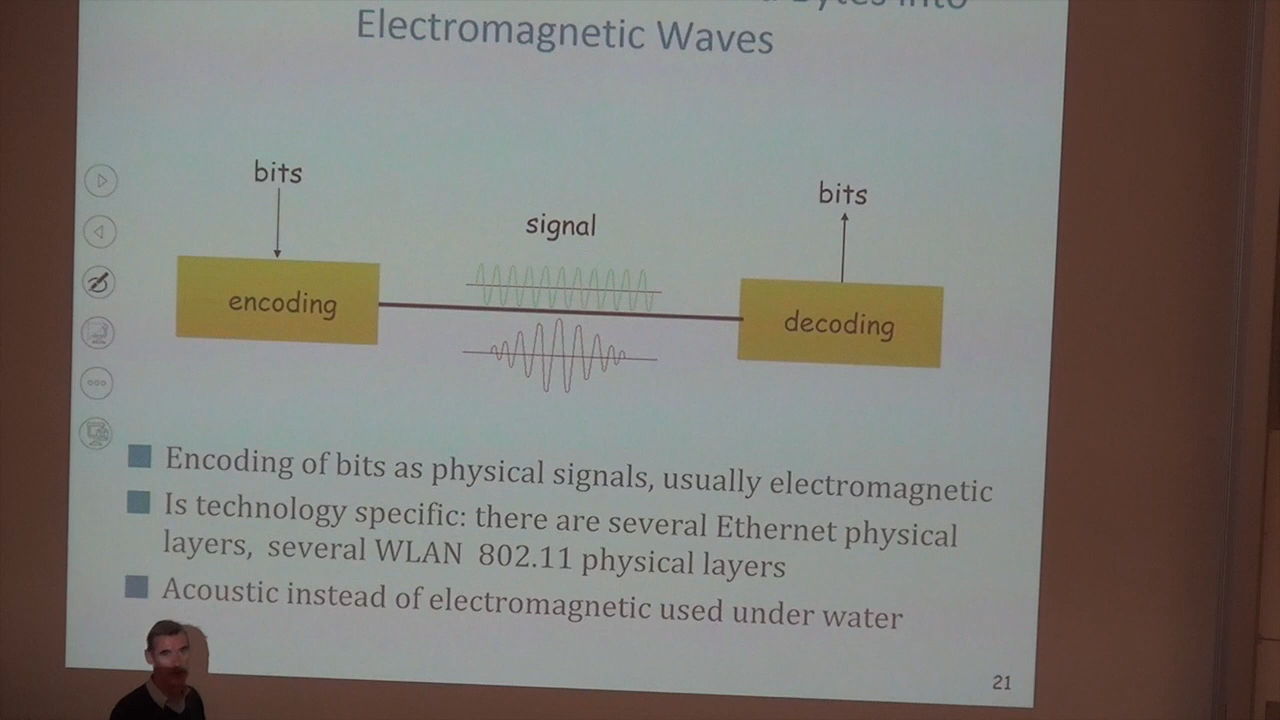 Bytes into
Electromagnetic Waves
bits
bits
signal
encoding
decoding
Encoding of bits as physical signals, usually electromagnetic
Is technology specific: there are several Ethernet physical
layers, several WLAN 802.11 physical layers
Acoustic instead of electromagnetic used under water
21